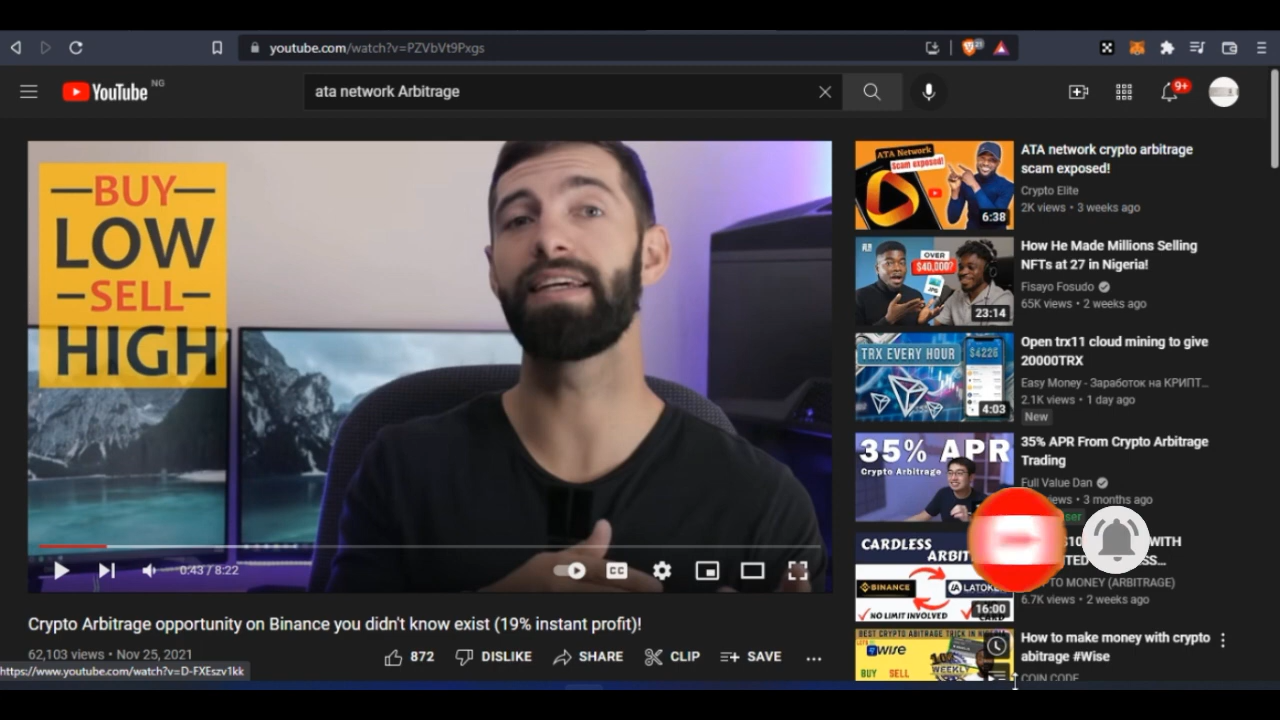 youtube.com/watch?v=PZVbVt9Pxgs
YouTube NG
ata network Arbitrage
9+
BUY
LOW
SELL
HIGH
0:43 / 8:22
CC
Crypto Arbitrage opportunity on Binance you didn't know exist (19% instant profit)!
62,103 views • Nov 25, 2021
872
DISLIKE
SHARE
CLIP
SAVE
https://www.youtube.com/watch?v=D-FXEszv1kk
ATA Network
Scam exposed!
6:38
ATA network crypto arbitrage
scam exposed!
Crypto Elite
2K views • 3 weeks ago
OVER
$40,000?
23:14
How He Made Millions Selling
NFTs at 27 in Nigeria!
Fisayo Fosudo
65K views • 2 weeks ago
TRX EVERY HOUR
$4226
4:03
Open trx11 cloud mining to give
20000TRX
Easy Money - Заработок на КРИПТ...
2.1K views • 1 day ago
New
35% APR
Crypto Arbitrage
35% APR From Crypto Arbitrage
Trading
Full Value Dan
views • 3 months ago
CARDLESS
BINANCE
NO LIMIT INVOLVED
16:00
WITH
TO MONEY (ARBITRAGE)
6.7K views • 2 weeks ago
BEST CRYPTO ABITRAGE TRICK IN
WISE
WEEKLY
BUY SELL
How to make money with crypto
abitrage #Wise
COIN CODE